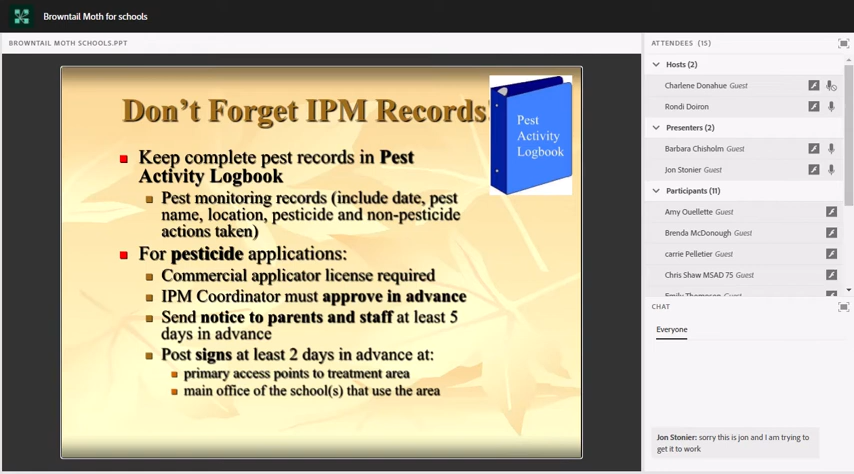 Browntail Moth for schools
BROWNTAIL MOTH SCHOOLS.PPT
Don't Forget IPM Records!
Pest
Activity
Logbook
Keep complete pest records in Pest
Activity Logbook
Pest monitoring records (include date, pest
name, location, pesticide and non-pesticide
actions taken)
For pesticide applications:
Commercial applicator license required
IPM Coordinator must approve in advance
Send notice to parents and staff at least 5
days in advance
Post signs at least 2 days in advance at:
primary access points to treatment area
main office of the school(s) that use the area
ATTENDEES (15)
Hosts (2)
Charlene Donahue Guest
Rondi Doiron
Presenters (2)
Barbara Chisholm Guest
Jon Stonier Guest
Participants (11)
Amy Ouellette Guest
Brenda McDonough Guest
carrie Pelletier Guest
Chris Shaw MSAD 75 Guest
Emily Thompson Guest
CHAT
Everyone
Jon Stonier: sorry this is jon and I am trying to
get it to work